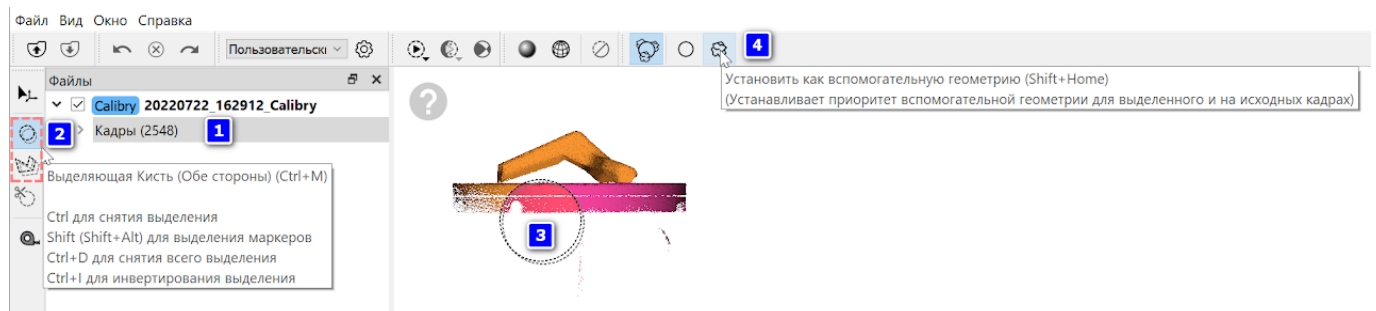 Файл Вид Окно Справка
Пользовательски
4
Файлы
Установить как вспомогательную геометрию (Shift+Home)
(Устанавливает приоритет вспомогательной геометрии для выделенного и на исходных кадрах)
Calibry 20220722_162912_Calibry
?
2
Кадры (2548)
1
Выделяющая Кисть (Обе стороны) (Ctrl+M)
Ctrl для снятия выделения
Shift (Shift+Alt) для выделения маркеров
3
Ctrl+D для снятия всего выделения
Ctrl+I для инвертирования выделения